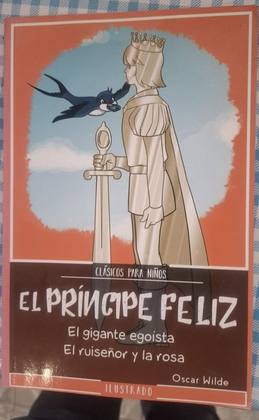 CLÁSICOS PARA NIÑOS
EL PRÍNCIPE FELIZ
El gigante egoísta
El ruiseñor y la rosa
Oscar Wilde
ILUSTRADO